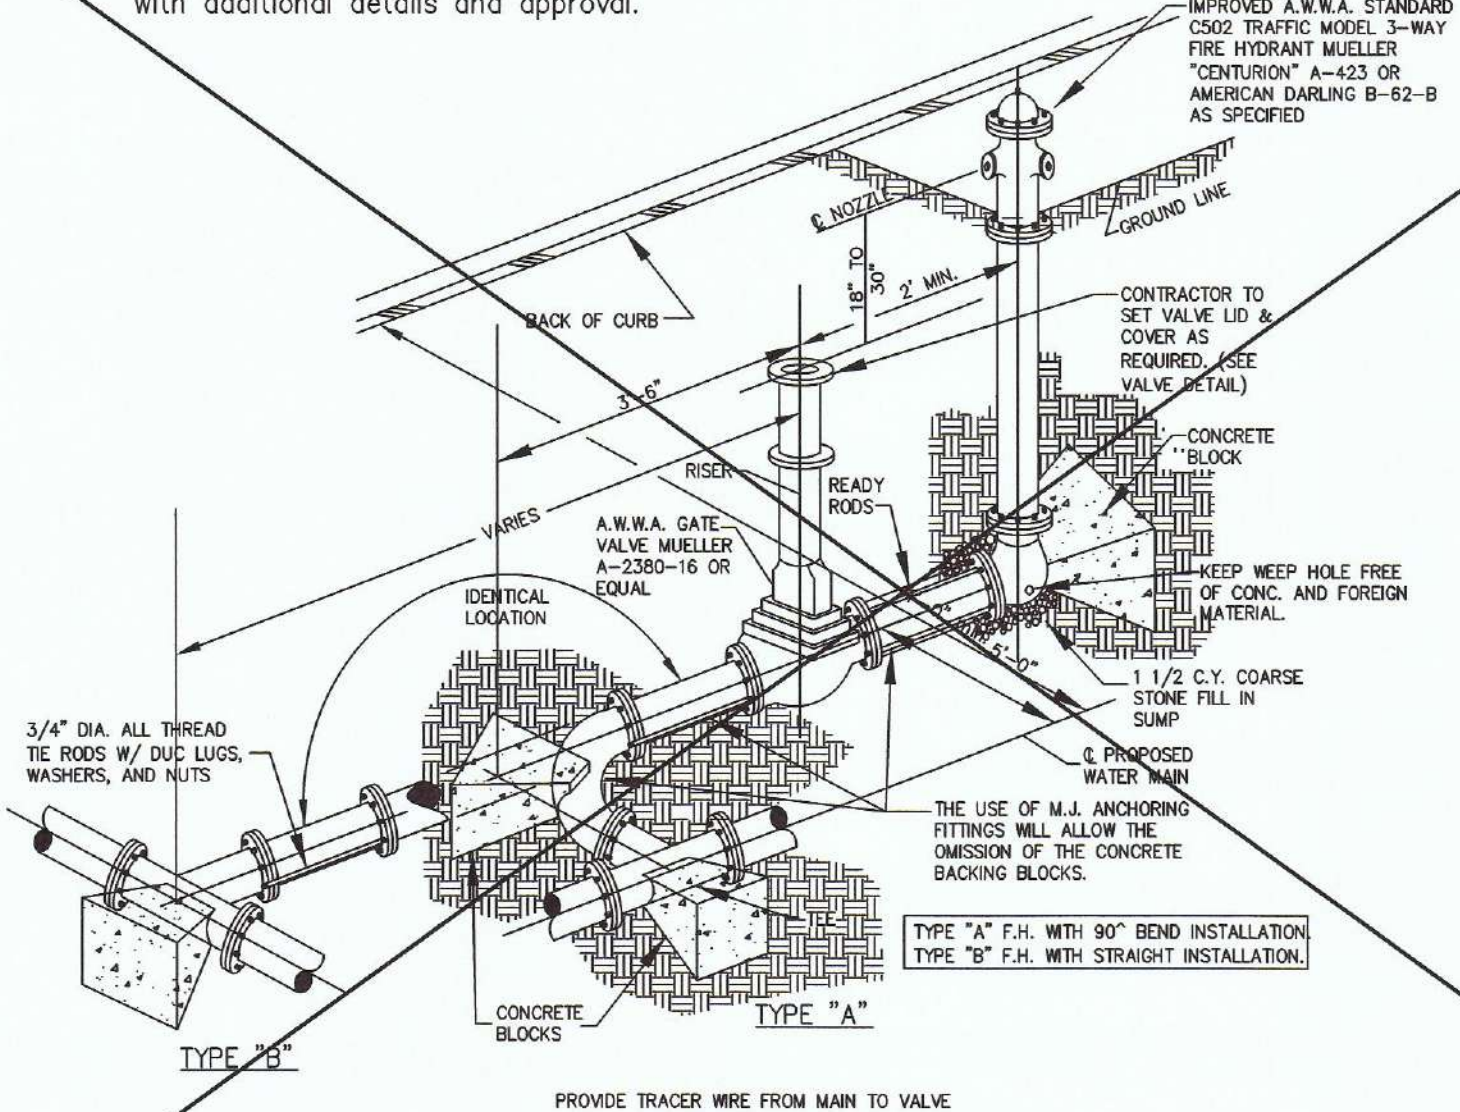 with additional details and approval.
IMPROVED A.W.W.A. STANDARD
C502 TRAFFIC MODEL 3-WAY
FIRE HYDRANT MUELLER
"CENTURION" A-423 OR
AMERICAN DARLING B-62-B
AS SPECIFIED
℄ NOZZLE
GROUND LINE
18" TO
30"
2' MIN.
BACK OF CURB
CONTRACTOR TO
SET VALVE LID &
COVER AS
REQUIRED. (SEE
VALVE DETAIL)
3'-6"
CONCRETE
BLOCK
RISER
READY
RODS
VARIES
A.W.W.A. GATE
VALVE MUELLER
A-2380-16 OR
EQUAL
IDENTICAL
LOCATION
KEEP WEEP HOLE FREE
OF CONC. AND FOREIGN
MATERIAL.
5'-0"
1 1/2 C.Y. COARSE
STONE FILL IN
SUMP
3/4" DIA. ALL THREAD
TIE RODS W/ DUC LUGS,
WASHERS, AND NUTS
℄ PROPOSED
WATER MAIN
THE USE OF M.J. ANCHORING
FITTINGS WILL ALLOW THE
OMISSION OF THE CONCRETE
BACKING BLOCKS.
TEE
TYPE "A" F.H. WITH 90^ BEND INSTALLATION.
TYPE "B" F.H. WITH STRAIGHT INSTALLATION.
CONCRETE
BLOCKS
TYPE "A"
TYPE "B"
PROVIDE TRACER WIRE FROM MAIN TO VALVE